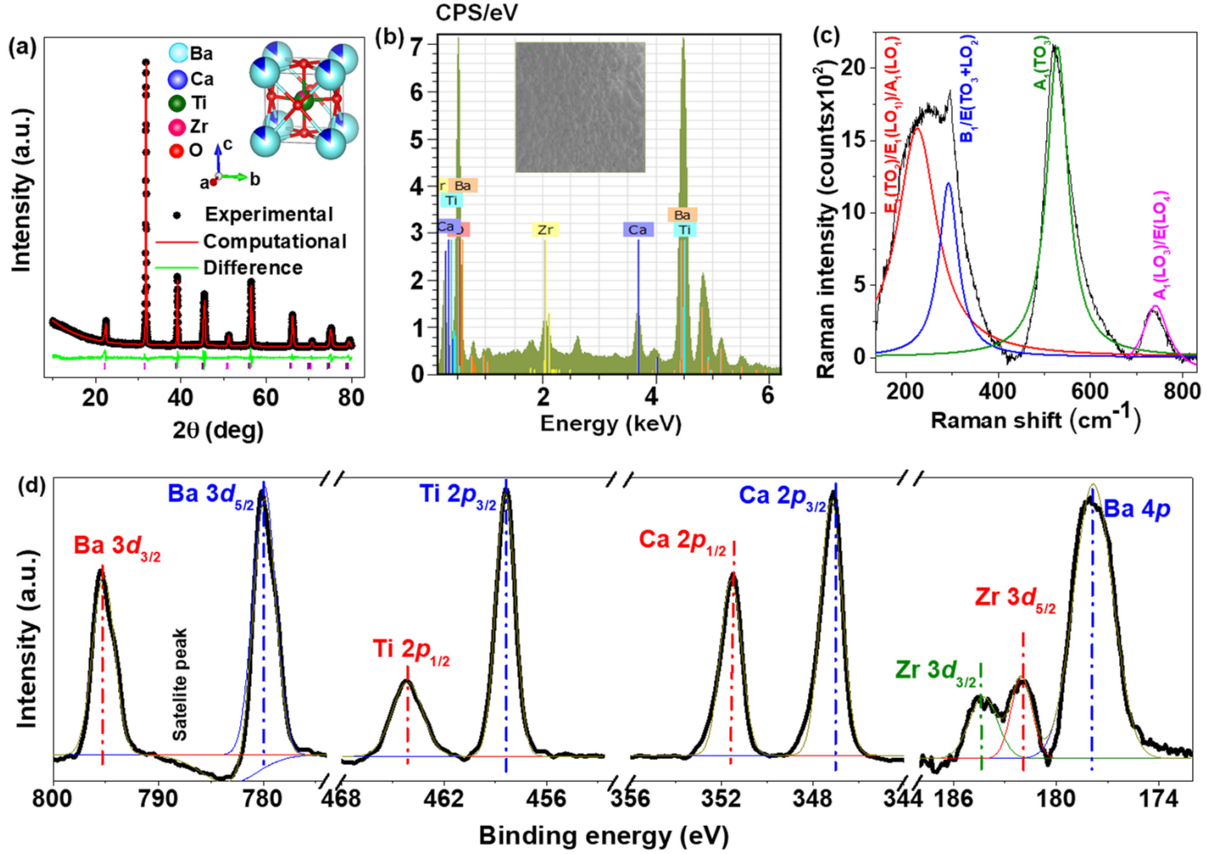 (a)
Ba
Ca
Ti
Zr
O
c
a
b
Experimental
Computational
Difference
Intensity (a.u.)
20
40
60
80
2θ (deg)
CPS/eV
(b)
7
6
5
4
3
2
1
0
r
Ba
Ti
Ca
Zr
Ca
Ba
Ti
2
4
6
Energy (keV)
(c)
Raman intensity (countsx10²)
20
15
10
5
0
E (TO₂)/E₁(LO₁)/A₁(LO₁)
B₁/E(TO₃+LO₂)
A₁(TO₃)
A₁(LO₃)/E(LO₄)
200
400
600
800
Raman shift (cm⁻¹)
(d)
Intensity (a.u.)
Ba 3d₃/₂
Satelite peak
Ba 3d₅/₂
Ti 2p₁/₂
Ti 2p₃/₂
Ca 2p₁/₂
Ca 2p₃/₂
Zr 3d₃/₂
Zr 3d₅/₂
Ba 4p
800
790
780
468
462
456
356
351
348
344
186
180
174
Binding energy (eV)